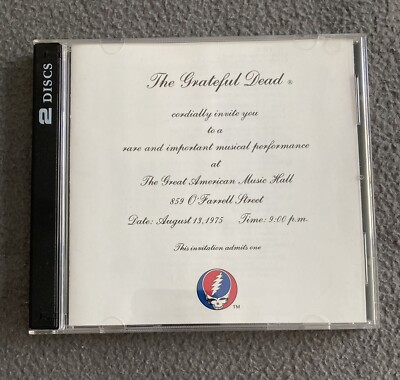 2 DISCS
The Grateful Dead ®
cordially invite you
to a
rare and important musical performance
at
The Great American Music Hall
859 O'Farrell Street
Date: August 13, 1975 Time: 9:00 p.m.
This invitation admits one
TM